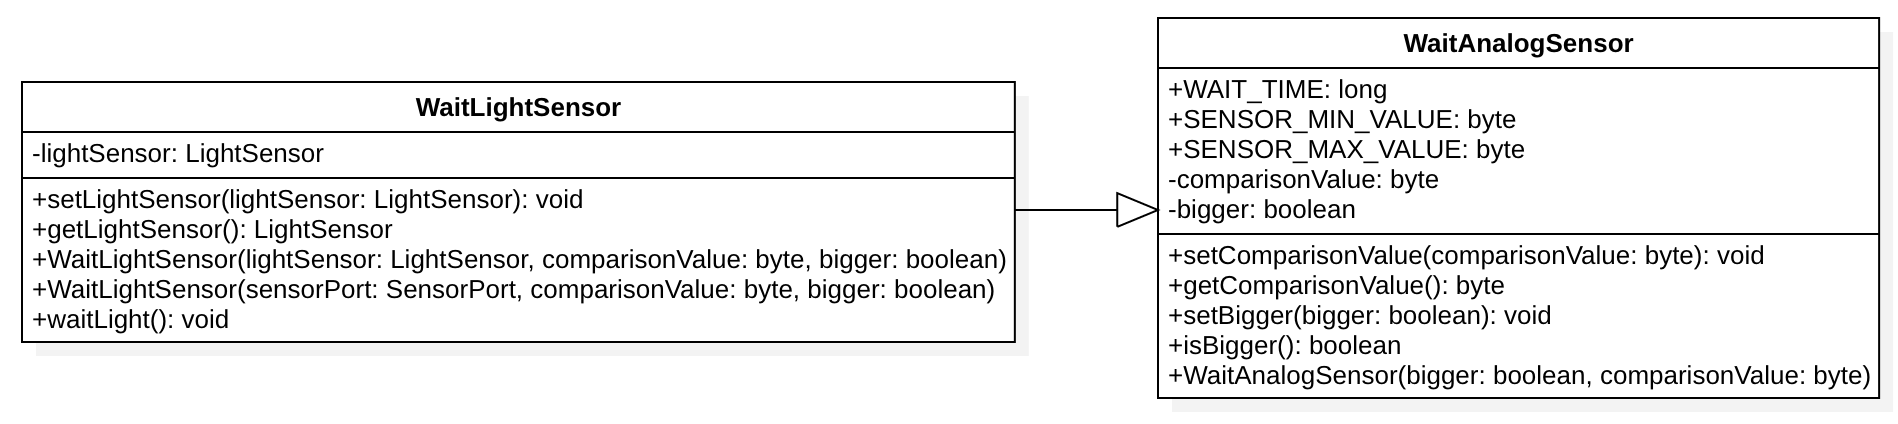 WaitLightSensor
-lightSensor: LightSensor
+setLightSensor(lightSensor: LightSensor): void
+getLightSensor(): LightSensor
+WaitLightSensor(lightSensor: LightSensor, comparisonValue: byte, bigger: boolean)
+WaitLightSensor(sensorPort: SensorPort, comparisonValue: byte, bigger: boolean)
+waitLight(): void
WaitAnalogSensor
+WAIT_TIME: long
+SENSOR_MIN_VALUE: byte
+SENSOR_MAX_VALUE: byte
-comparisonValue: byte
-bigger: boolean
+setComparisonValue(comparisonValue: byte): void
+getComparisonValue(): byte
+setBigger(bigger: boolean): void
+isBigger(): boolean
+WaitAnalogSensor(bigger: boolean, comparisonValue: byte)